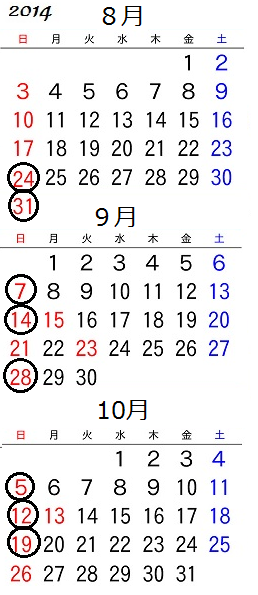 2014 8月
日 月 火 水 木 金 土
1 2
3 4 5 6 7 8 9
10 11 12 13 14 15 16
17 18 19 20 21 22 23
24 25 26 27 28 29 30
31
9月
日 月 火 水 木 金 土
1 2 3 4 5 6
7 8 9 10 11 12 13
14 15 16 17 18 19 20
21 22 23 24 25 26 27
28 29 30
10月
日 月 火 水 木 金 土
1 2 3 4
5 6 7 8 9 10 11
12 13 14 15 16 17 18
19 20 21 22 23 24 25
26 27 28 29 30 31